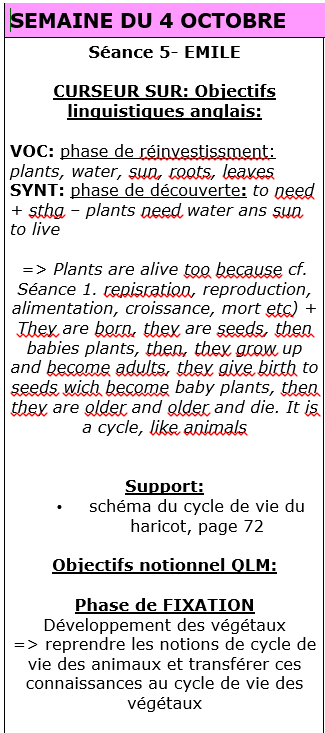 SEMAINE DU 4 OCTOBRE
Séance 5- EMILE
CURSEUR SUR: Objectifs
linguistiques anglais:
VOC: phase de réinvestissment:
plants, water, sun, roots, leaves
SYNT: phase de découverte: to need
+ sthg – plants need water ans sun
to live
=> Plants are alive too because cf.
Séance 1. repisration, reproduction,
alimentation, croissance, mort etc) +
They are born, they are seeds, then
babies plants, then, they grow up
and become adults, they give birth to
seeds wich become baby plants, then
they are older and older and die. It is
a cycle, like animals
Support:
• schéma du cycle de vie du
haricot, page 72
Objectifs notionnel QLM:
Phase de FIXATION
Développement des végétaux
=> reprendre les notions de cycle de
vie des animaux et transférer ces
connaissances au cycle de vie des
végétaux